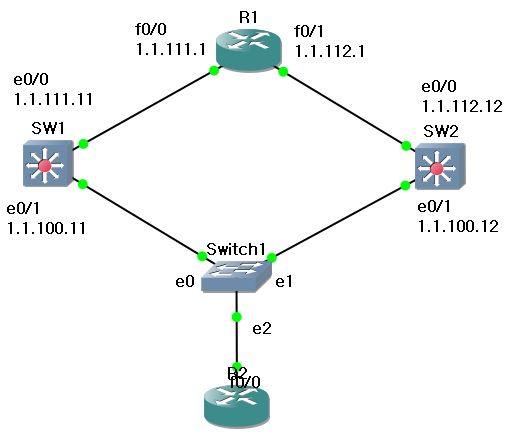 R1
f0/0
1.1.111.1
f0/1
1.1.112.1
e0/0
1.1.111.11
SW1
e0/0
1.1.112.12
SW2
e0/1
1.1.100.11
e0/1
1.1.100.12
Switch1
e0
e1
e2
R2
f0/0